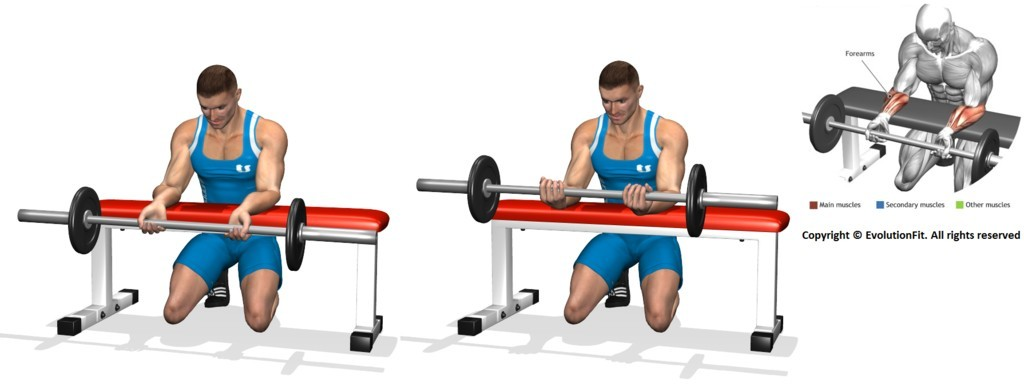 Forearms
Main muscles
Secondary muscles
Other muscles
Copyright © EvolutionFit. All rights reserved